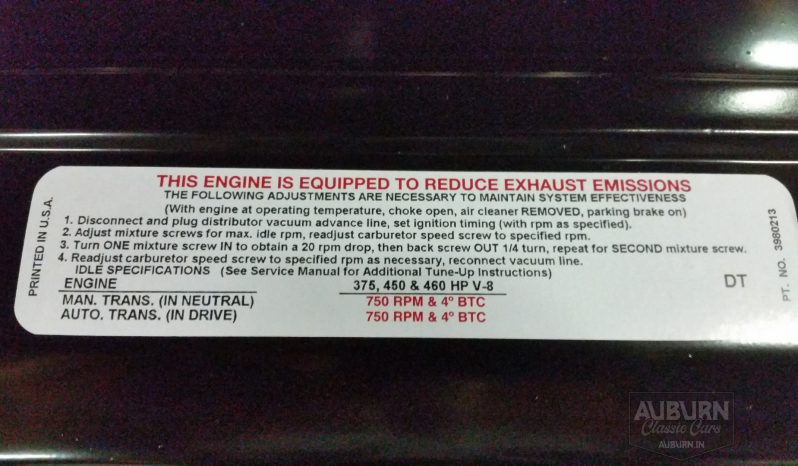 THIS ENGINE IS EQUIPPED TO REDUCE EXHAUST EMISSIONS
THE FOLLOWING ADJUSTMENTS ARE NECESSARY TO MAINTAIN SYSTEM EFFECTIVENESS
(With engine at operating temperature, choke open, air cleaner REMOVED, parking brake on)
1. Disconnect and plug distributor vacuum advance line, set ignition timing (with rpm as specified).
2. Adjust mixture screws for max. idle rpm, readjust carburetor speed screw to specified rpm.
3. Turn ONE mixture screw IN to obtain a 20 rpm drop, then back screw OUT 1/4 turn, repeat for SECOND mixture screw.
4. Readjust carburetor speed screw to specified rpm as necessary, reconnect vacuum line.
IDLE SPECIFICATIONS (See Service Manual for Additional Tune-Up Instructions)
ENGINE 375, 450 & 460 HP V-8
MAN. TRANS. (IN NEUTRAL) 750 RPM & 4º BTC
AUTO. TRANS. (IN DRIVE) 750 RPM & 4º BTC
DT
PRINTED IN U.S.A.
PT. NO. 3980213
AUBURN
Classic Cars
AUBURN.IN